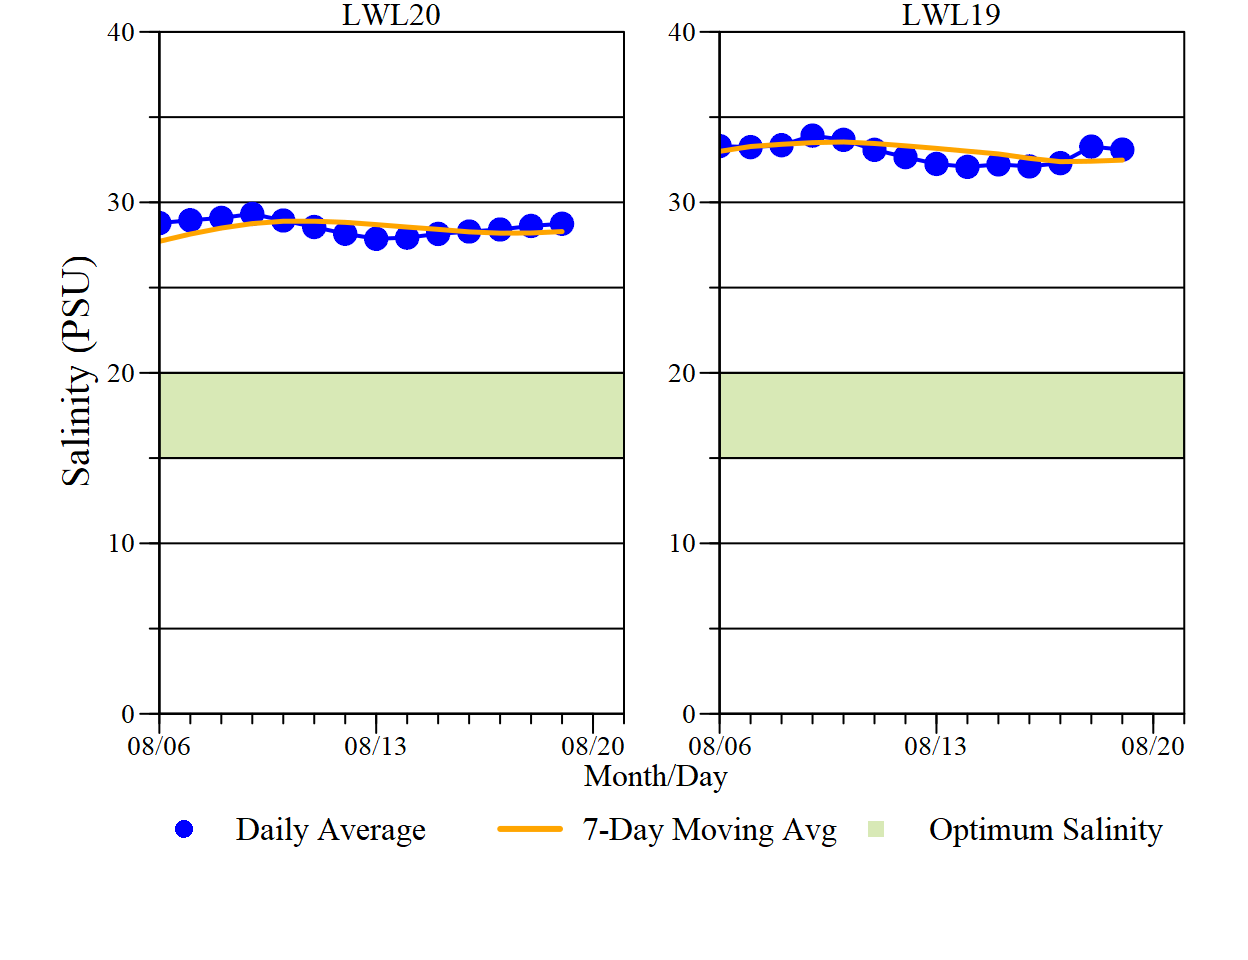 LWL20 LWL19
40 40
30 30
20 20
10 10
0 0
Salinity (PSU)
08/06 08/13 08/20 08/06 08/13 08/20
Month/Day
Daily Average 7-Day Moving Avg Optimum Salinity